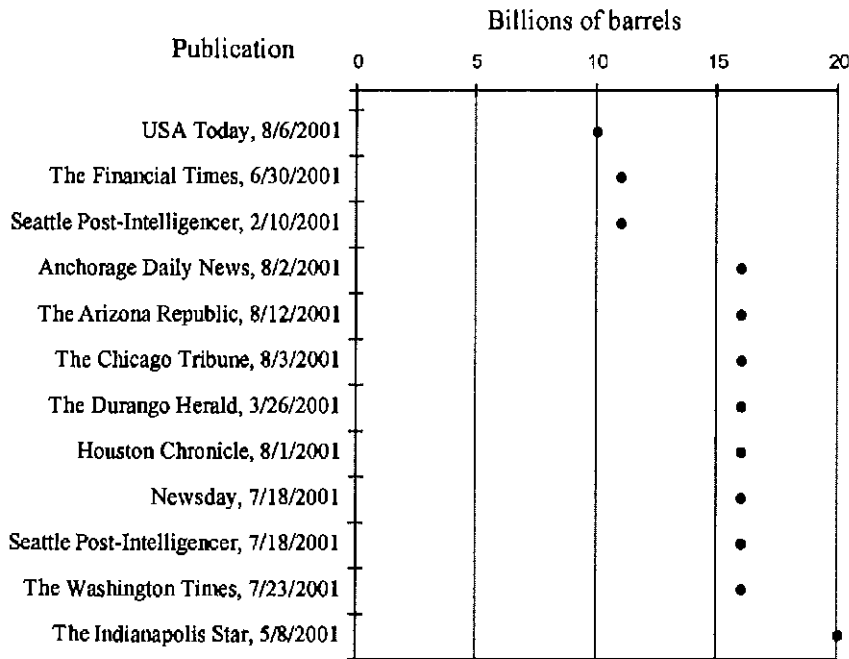 Billions of barrels
Publication
0 5 10 15 20
USA Today, 8/6/2001
The Financial Times, 6/30/2001
Seattle Post-Intelligencer, 2/10/2001
Anchorage Daily News, 8/2/2001
The Arizona Republic, 8/12/2001
The Chicago Tribune, 8/3/2001
The Durango Herald, 3/26/2001
Houston Chronicle, 8/1/2001
Newsday, 7/18/2001
Seattle Post-Intelligencer, 7/18/2001
The Washington Times, 7/23/2001
The Indianapolis Star, 5/8/2001